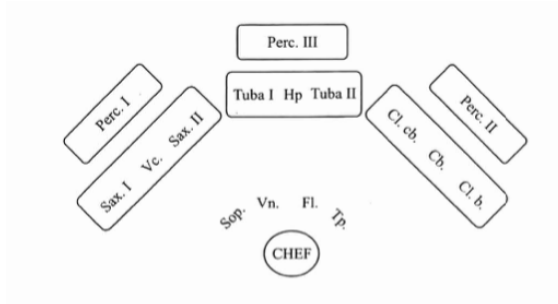 Perc. III
Tuba I Hp Tuba II
Perc. I
Sax. I Vc. Sax. II
Perc. II
Cl. cb. Cb. Cl. b.
Sop. Vn. Fl. Tp.
CHEF